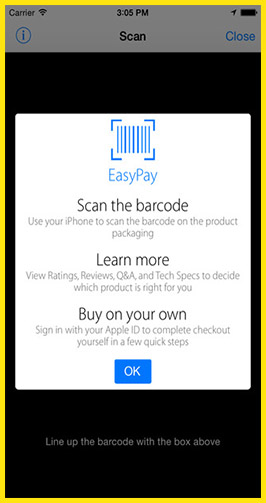 Carrier 3:05 PM
Scan Close
EasyPay
Scan the barcode
Use your iPhone to scan the barcode on the product
packaging
Learn more
View Ratings, Reviews, Q&A, and Tech Specs to decide
which product is right for you
Buy on your own
Sign in with your Apple ID to complete checkout
yourself in a few quick steps
OK
Line up the barcode with the box above